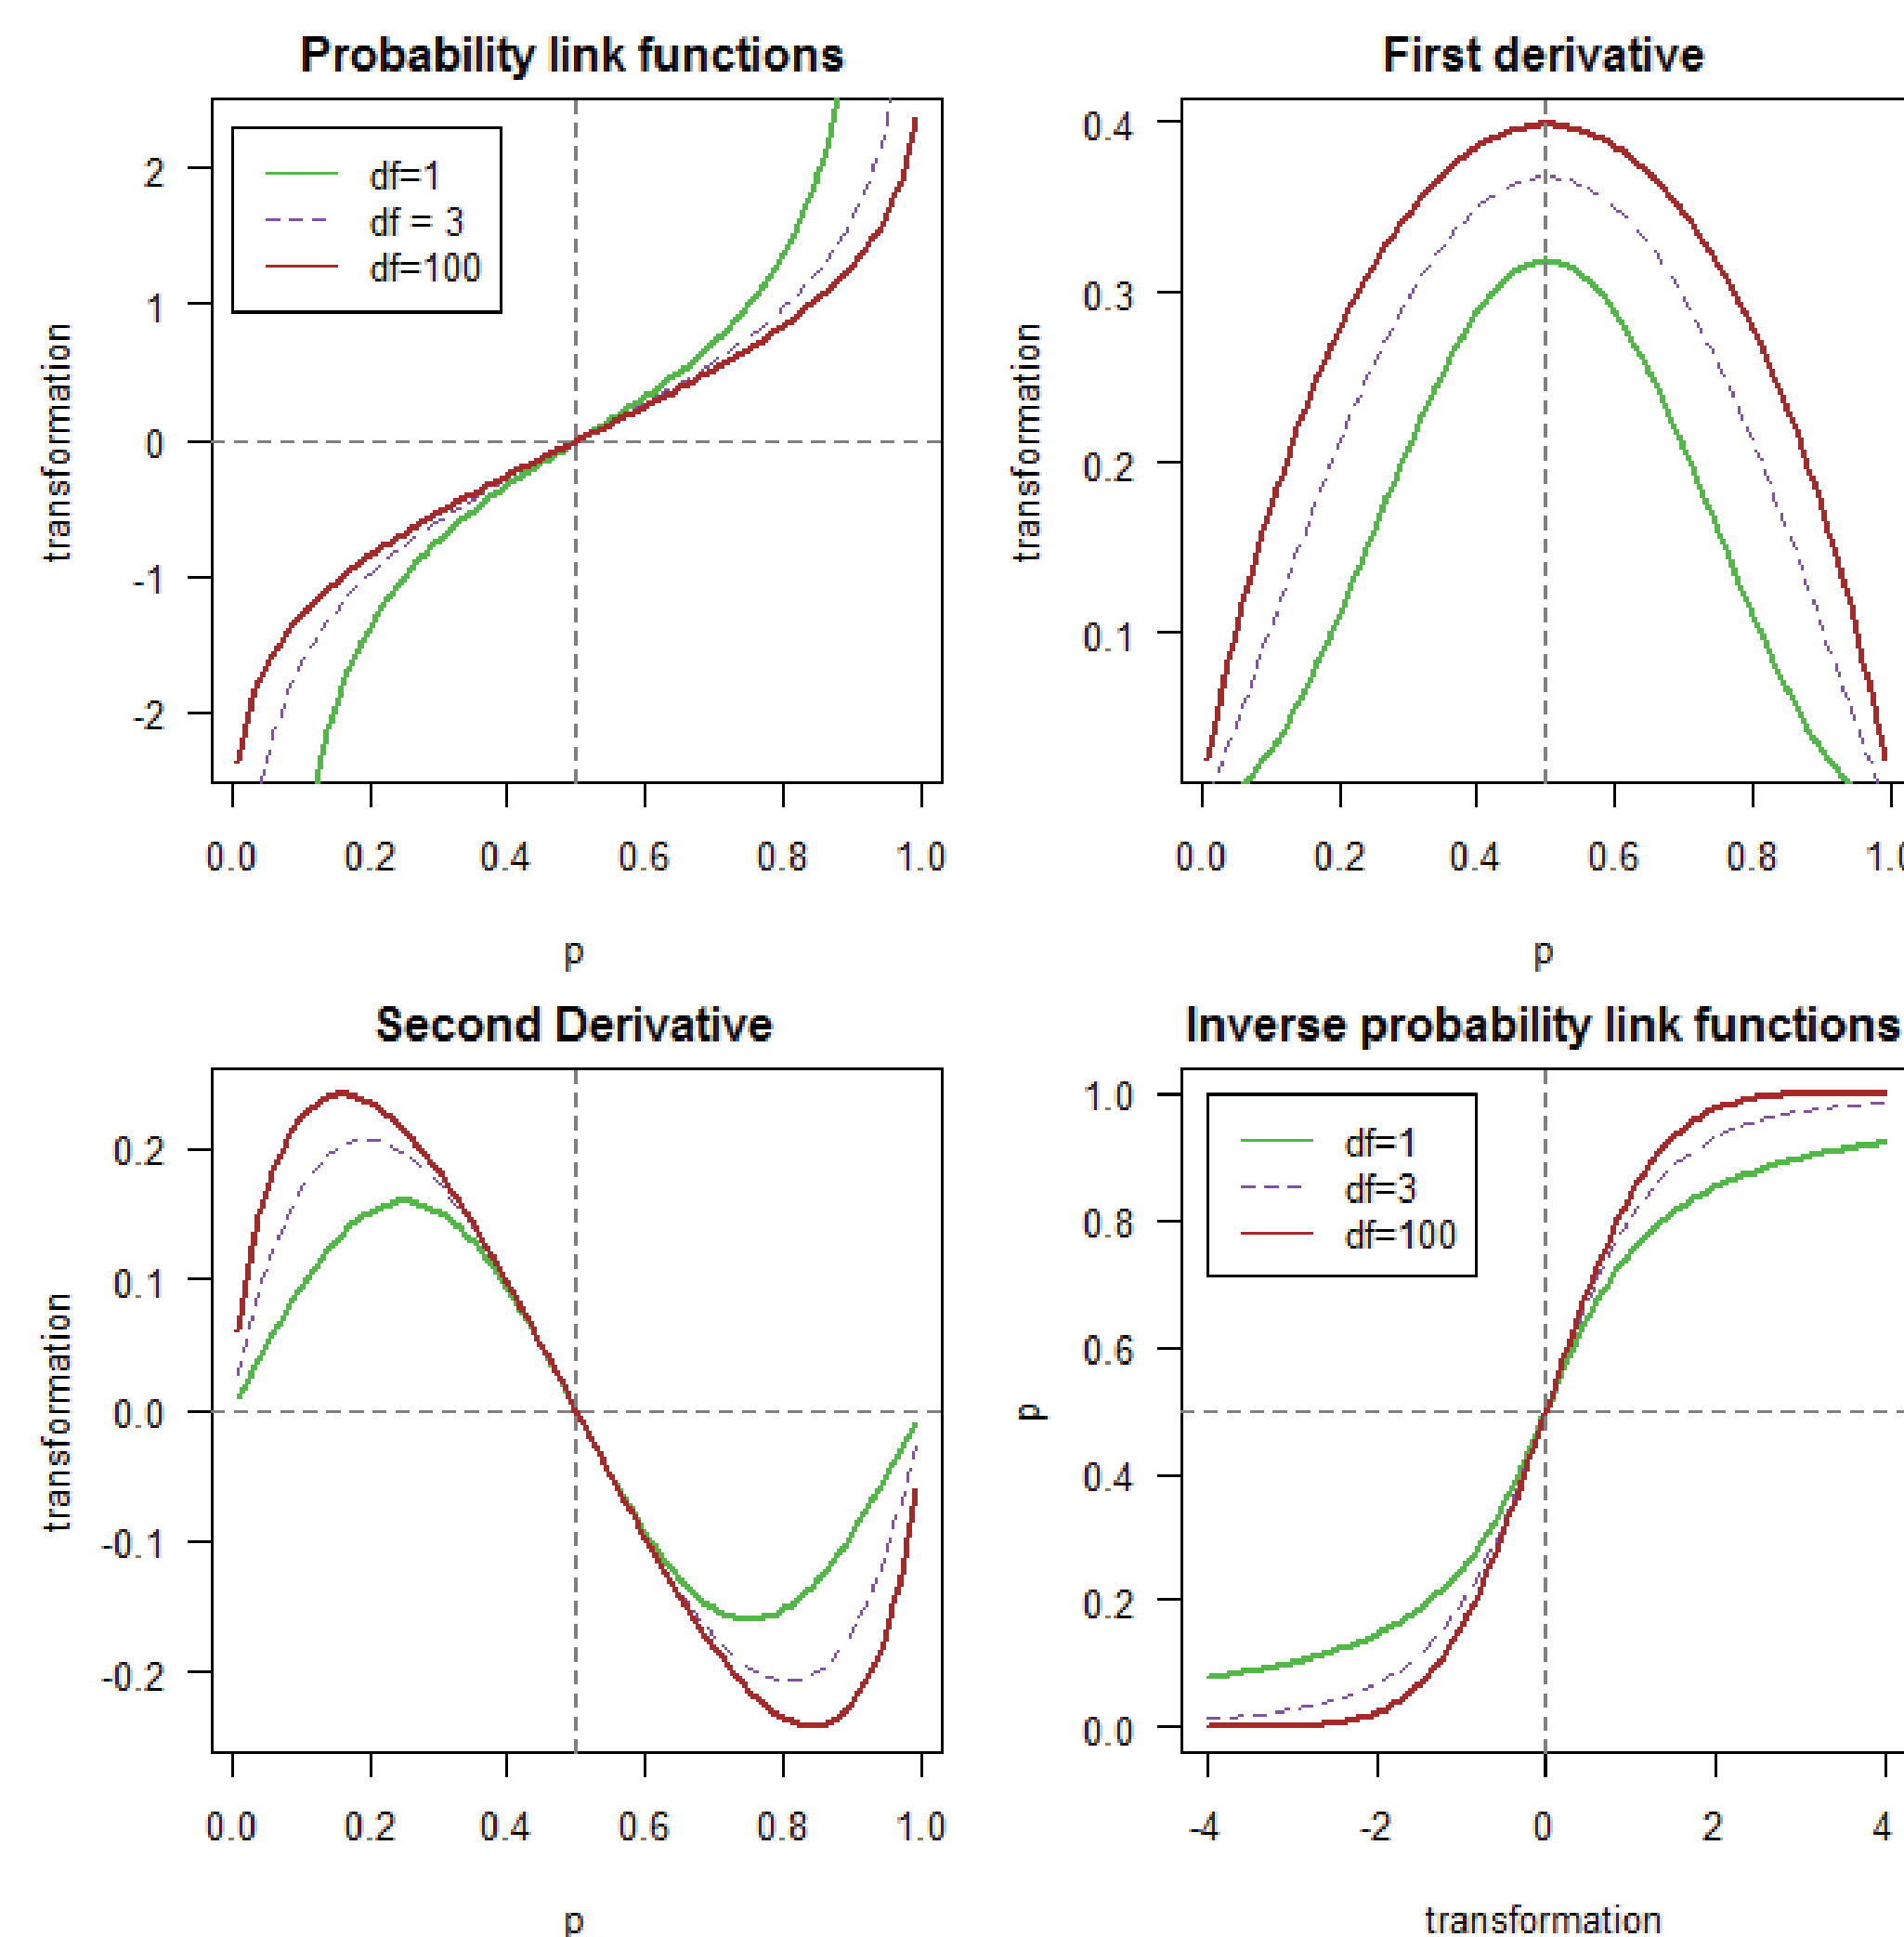 Probability link functions
transformation
2
1
0
-1
-2
df=1
df = 3
df=100
0.0 0.2 0.4 0.6 0.8 1.0
p
First derivative
transformation
0.4
0.3
0.2
0.1
0.0 0.2 0.4 0.6 0.8 1.0
p
Second Derivative
transformation
0.2
0.1
0.0
-0.1
-0.2
0.0 0.2 0.4 0.6 0.8 1.0
p
Inverse probability link functions
p
1.0
0.8
0.6
0.4
0.2
0.0
df=1
df=3
df=100
-4 -2 0 2 4
transformation